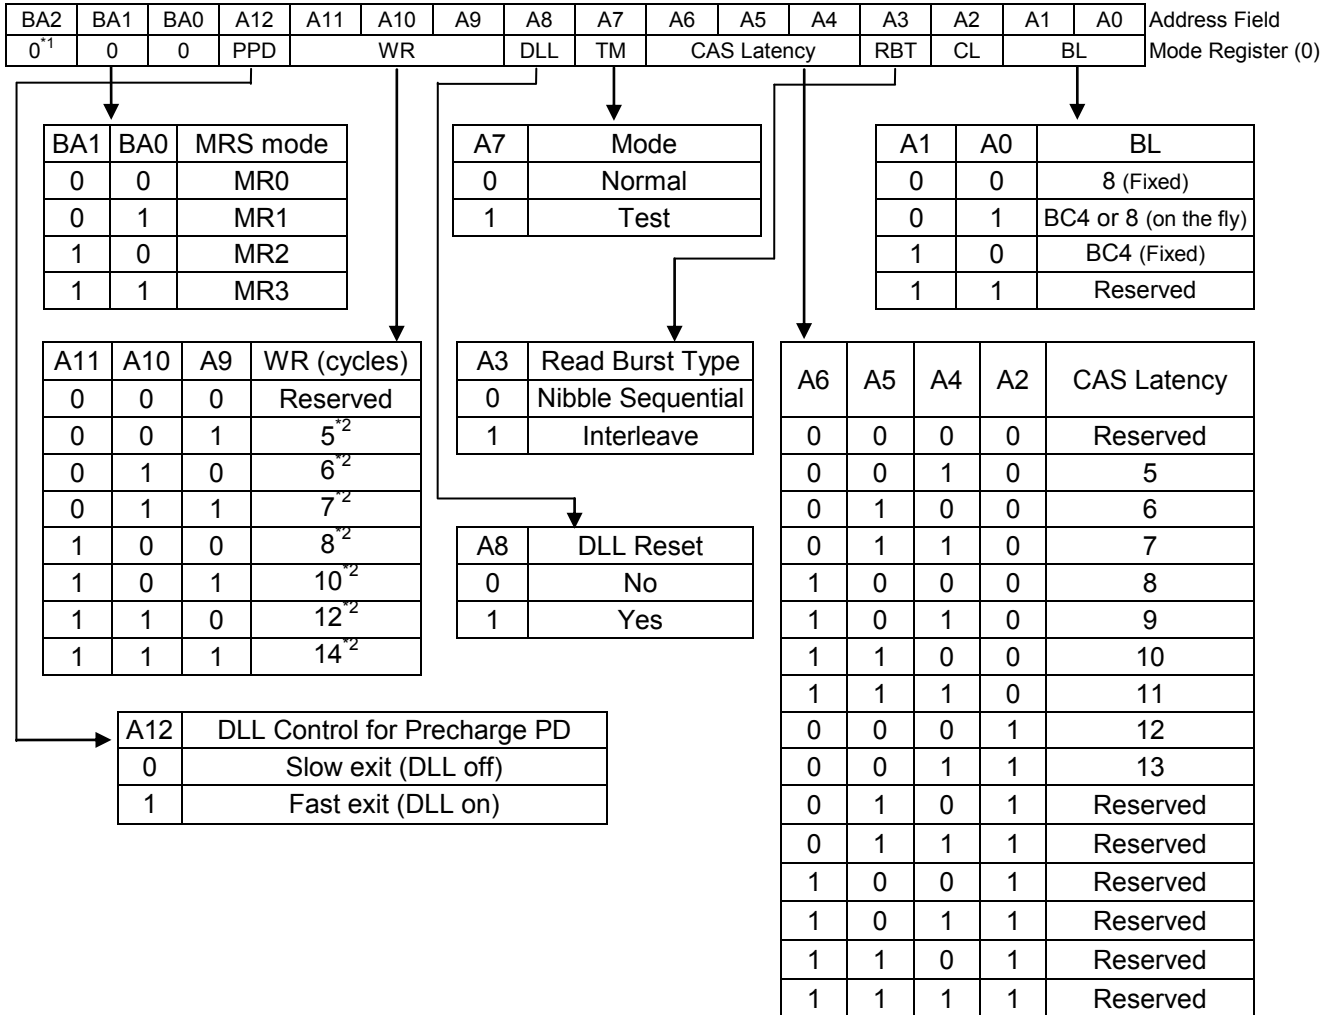 BA2 BA1 BA0 A12 A11 A10 A9 A8 A7 A6 A5 A4 A3 A2 A1 A0 Address Field
0*1 0 0 PPD WR DLL TM CAS Latency RBT CL BL Mode Register (0)
BA1 BA0 MRS mode
0 0 MR0
0 1 MR1
1 0 MR2
1 1 MR3
A7 Mode
0 Normal
1 Test
A1 A0 BL
0 0 8 (Fixed)
0 1 BC4 or 8 (on the fly)
1 0 BC4 (Fixed)
1 1 Reserved
A11 A10 A9 WR (cycles)
0 0 0 Reserved
0 0 1 5*2
0 1 0 6*2
0 1 1 7*2
1 0 0 8*2
1 0 1 10*2
1 1 0 12*2
1 1 1 14*2
A3 Read Burst Type
0 Nibble Sequential
1 Interleave
A8 DLL Reset
0 No
1 Yes
A6 A5 A4 A2 CAS Latency
0 0 0 0 Reserved
0 0 1 0 5
0 1 0 0 6
0 1 1 0 7
1 0 0 0 8
1 0 1 0 9
1 1 0 0 10
1 1 1 0 11
0 0 0 1 12
0 0 1 1 13
0 1 0 1 Reserved
0 1 1 1 Reserved
1 0 0 1 Reserved
1 0 1 1 Reserved
1 1 0 1 Reserved
1 1 1 1 Reserved
A12 DLL Control for Precharge PD
0 Slow exit (DLL off)
1 Fast exit (DLL on)